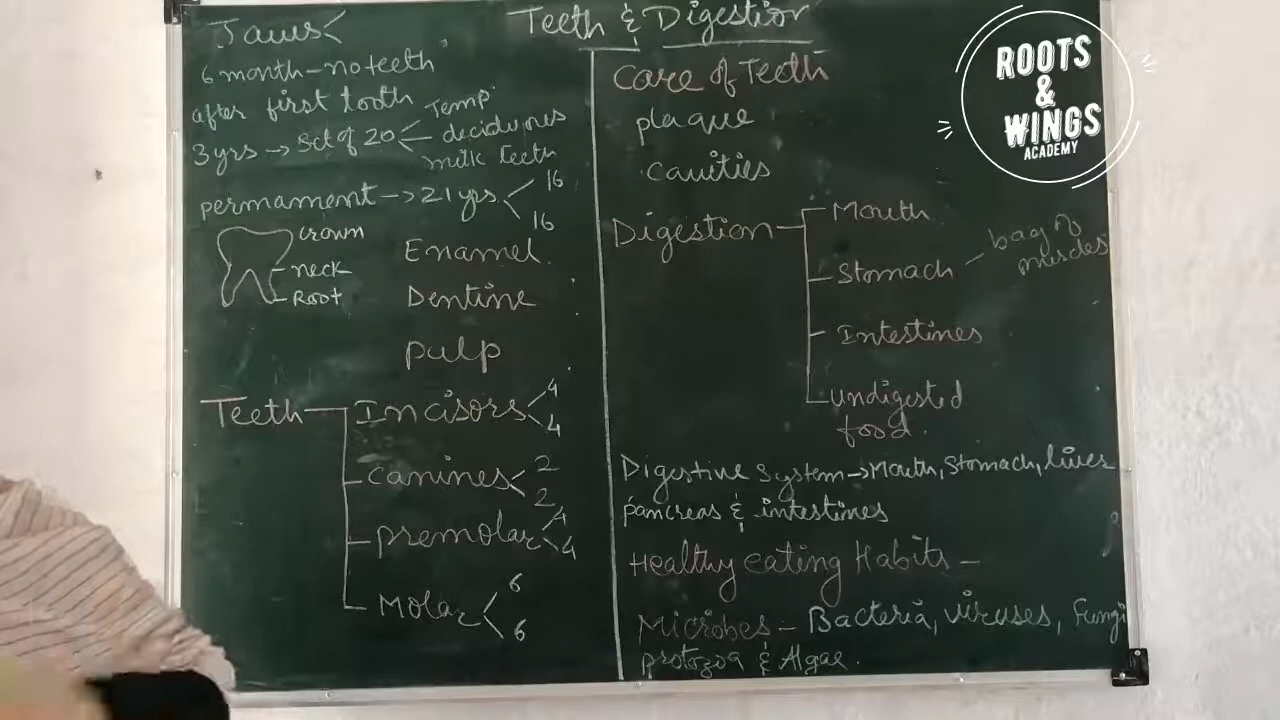 Teeth & Digestion
Jaws <
6 month - no teeth
after first tooth
3yrs → Set of 20 < Temp.
deciduous
milk teeth
permament → 21 yrs < 16
16
crown
neck
Root
Enamel
Dentine
pulp
Teeth
Incisors < 4
4
canines < 2
2
premolar < 4
4
Molar < 6
6
Care of Teeth
plaque
cavities
Digestion
Mouth
Stomach - bag of
muscles
Intestines
undigested
food.
Digestive System → Mouth, Stomach, liver
pancreas & intestines
Healthy eating Habits -
Microbes - Bacteria, viruses, Fungi
protozoa & Algae.
ROOTS
&
WINGS
ACADEMY